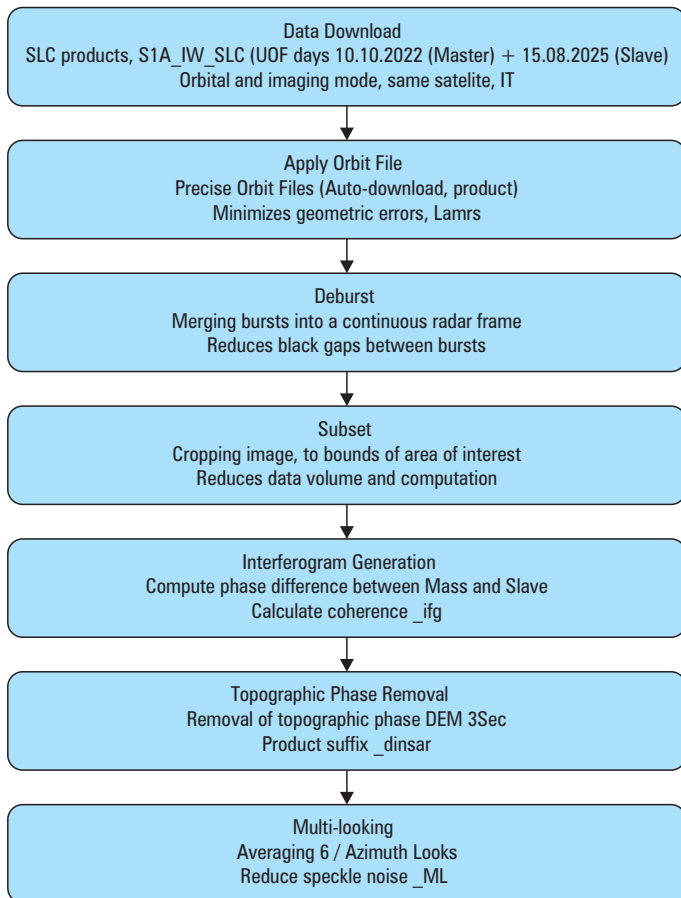 Data Download
SLC products, S1A_IW_SLC (UOF days 10.10.2022 (Master) + 15.08.2025 (Slave)
Orbital and imaging mode, same satelite, IT
Apply Orbit File
Precise Orbit Files (Auto-download, product)
Minimizes geometric errors, Lamrs
Deburst
Merging bursts into a continuous radar frame
Reduces black gaps between bursts
Subset
Cropping image, to bounds of area of interest
Reduces data volume and computation
Interferogram Generation
Compute phase difference between Mass and Slave
Calculate coherence _ifg
Topographic Phase Removal
Removal of topographic phase DEM 3Sec
Product suffix _dinsar
Multi-looking
Averaging 6 / Azimuth Looks
Reduce speckle noise _ML